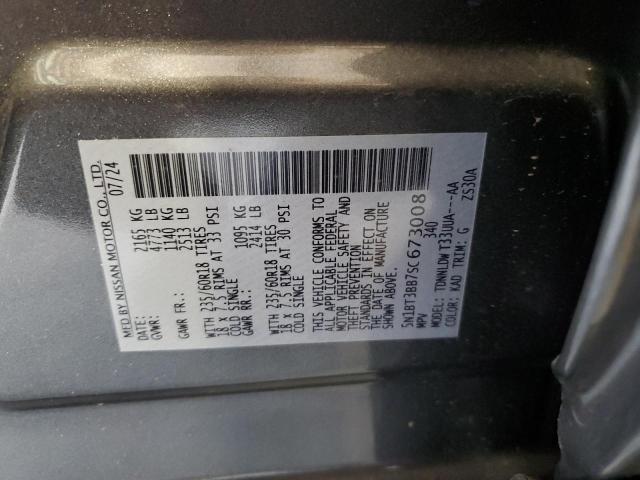 MFD BY NISSAN MOTOR CO., LTD.
DATE: 07/24
GVWR: 2165 KG
4773 LB
GAWR FR.: 1140 KG
2513 LB
WITH 235/60R18 TIRES
18 X 7.5 RIMS AT 33 PSI
COLD SINGLE
GAWR RR.: 1095 KG
2414 LB
WITH 235/60R18 TIRES
18 X 7.5 RIMS AT 30 PSI
COLD SINGLE
THIS VEHICLE CONFORMS TO
ALL APPLICABLE FEDERAL
MOTOR VEHICLE SAFETY AND
THEFT PREVENTION
STANDARDS IN EFFECT ON
THE DATE OF MANUFACTURE
SHOWN ABOVE.
5N1BT3BB7SC673008
MPV 340
MODEL: TDNNLDW T33UUA---AA
COLOR: KAD TRIM: G ZS30A